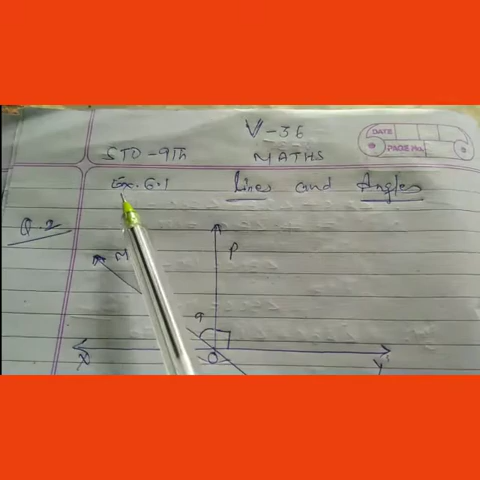 V-36
DATE
STD-9TH MATHS PAGE No.
Ex. 6.1 Lines and Angles
Q.2
M P
a
X O Y